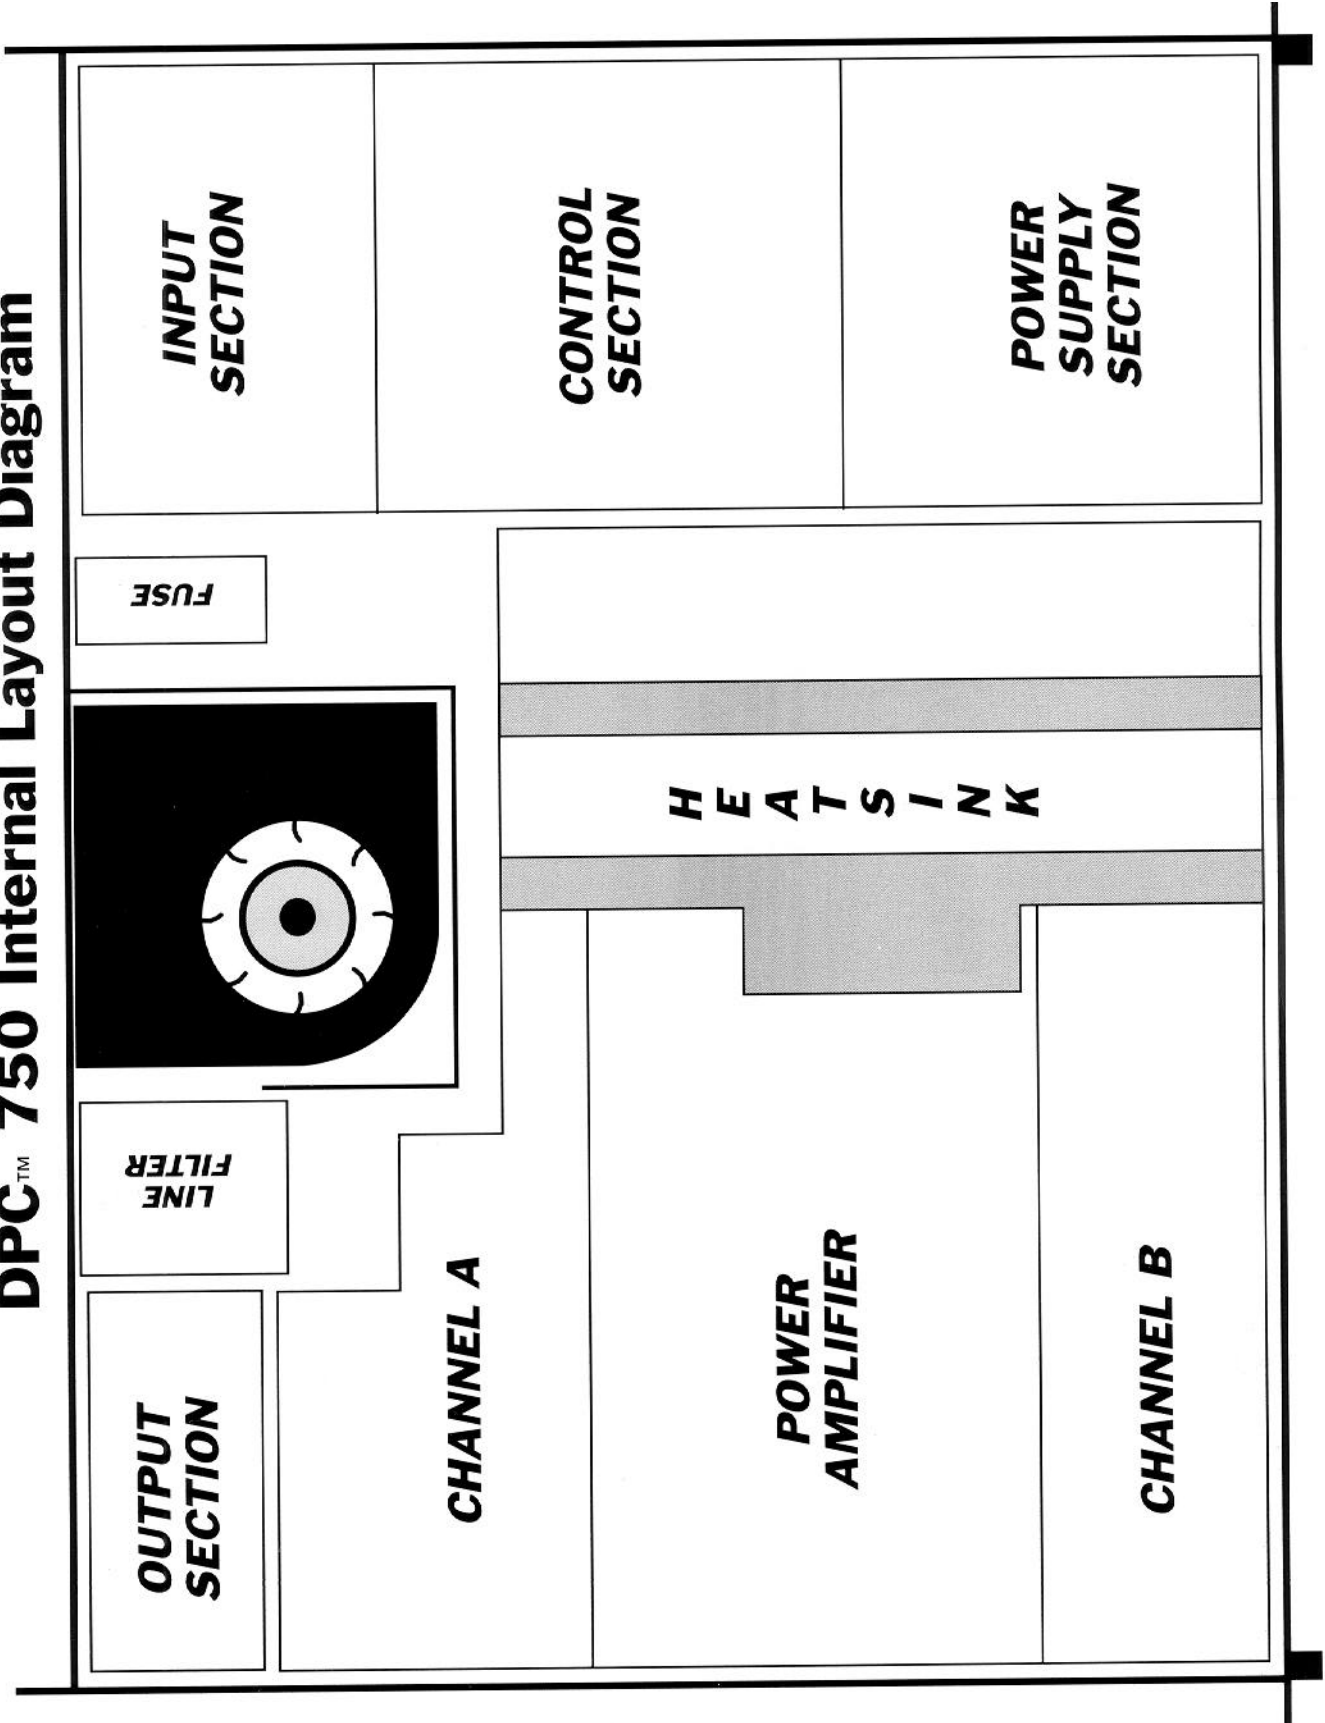 DPC™ 750 Internal Layout Diagram
INPUT
SECTION
CONTROL
SECTION
POWER
SUPPLY
SECTION
FUSE
HEATSINK
LINE
FILTER
OUTPUT
SECTION
CHANNEL A
POWER
AMPLIFIER
CHANNEL B